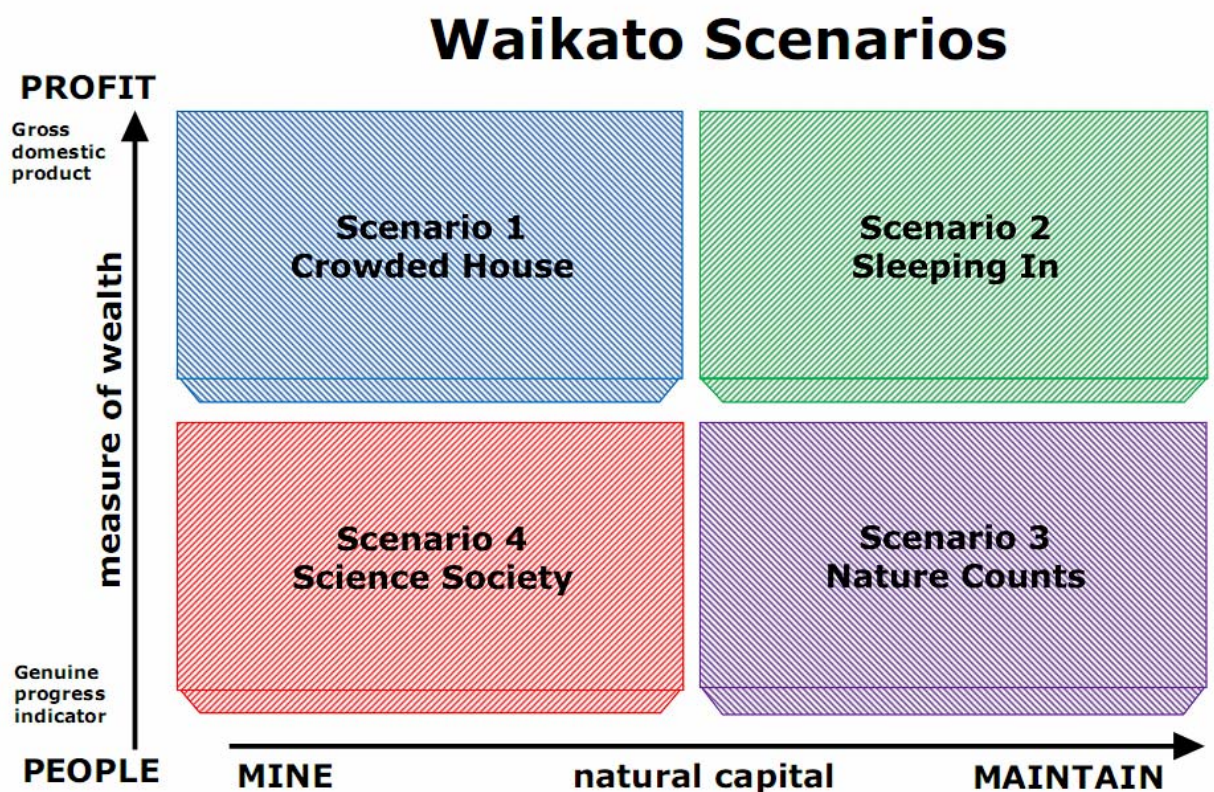 Waikato Scenarios
PROFIT
Gross
domestic
product
measure of wealth
Scenario 1
Crowded House
Scenario 2
Sleeping In
Scenario 4
Science Society
Scenario 3
Nature Counts
Genuine
progress
indicator
PEOPLE
MINE
natural capital
MAINTAIN